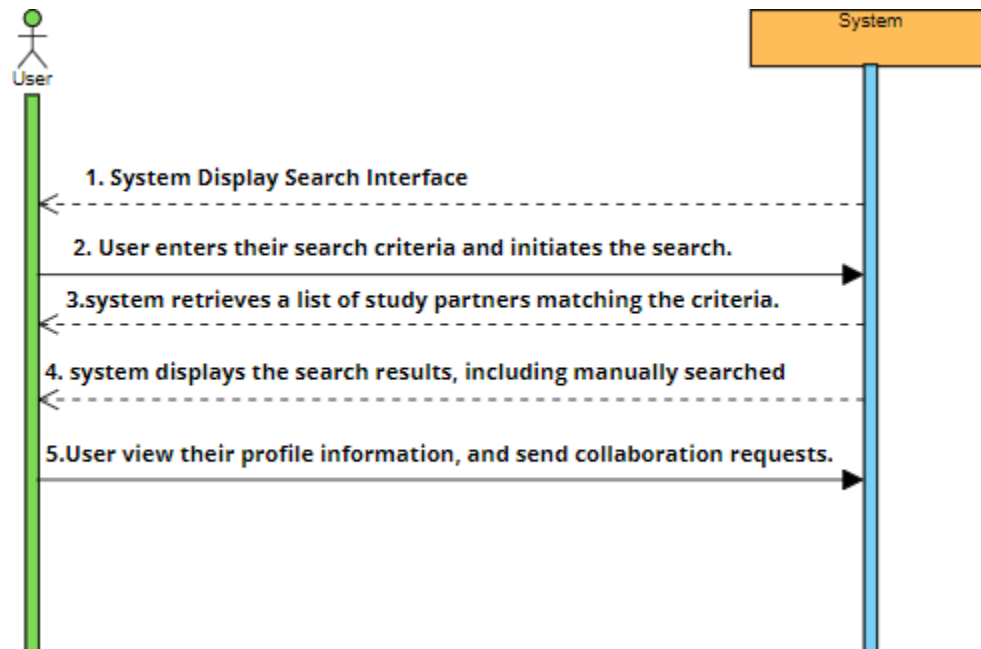 System
User
1. System Display Search Interface
2. User enters their search criteria and initiates the search.
3.system retrieves a list of study partners matching the criteria.
4. system displays the search results, including manually searched
5.User view their profile information, and send collaboration requests.